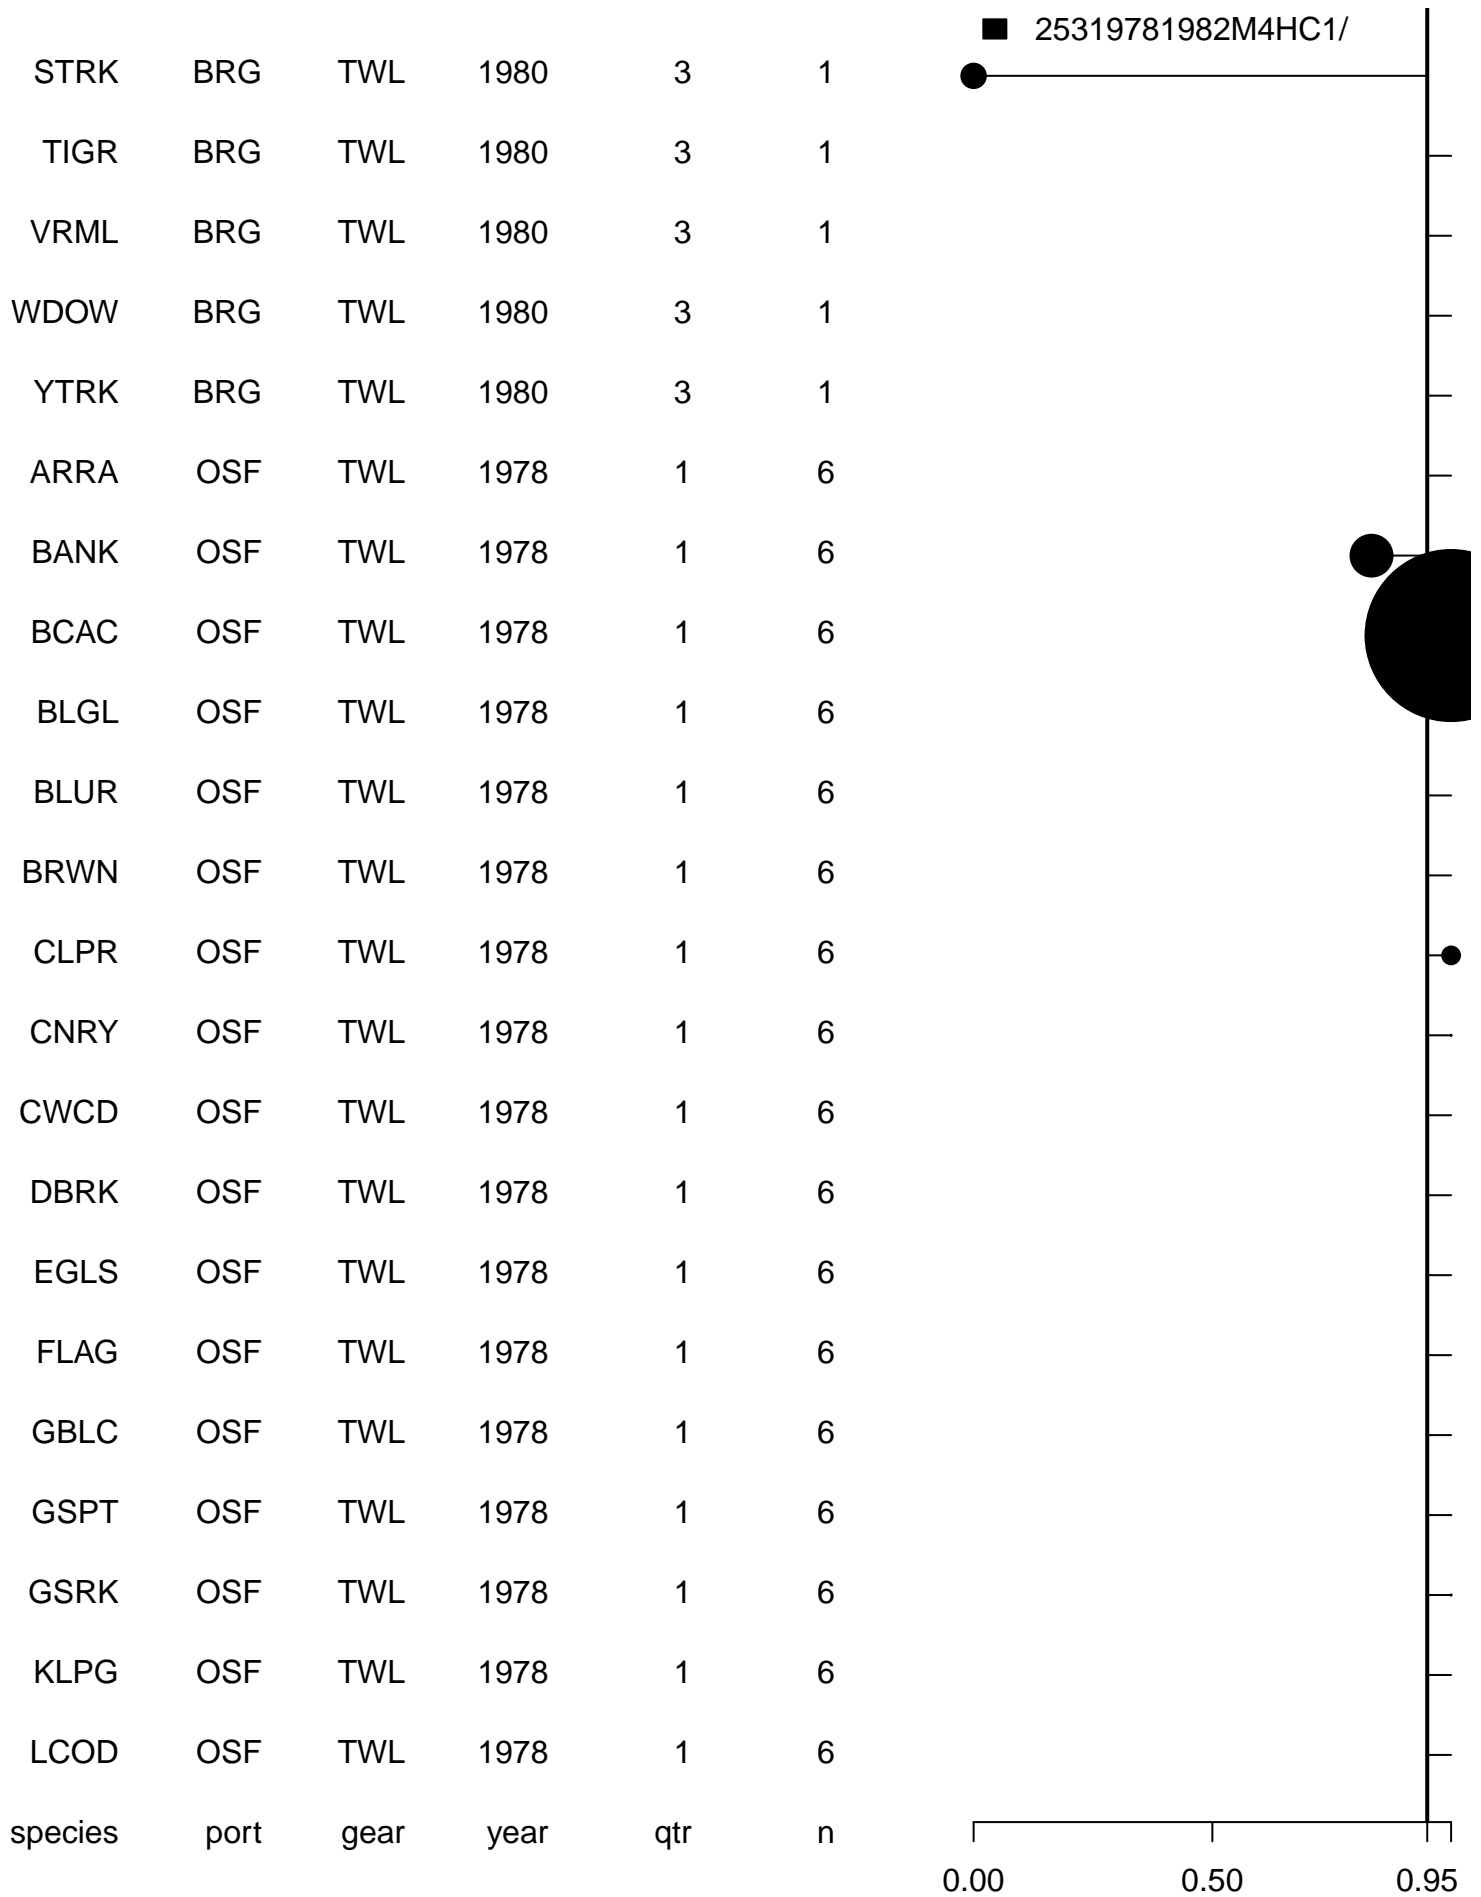 25319781982M4HC1/
STRK BRG TWL 1980 3 1
TIGR BRG TWL 1980 3 1
VRML BRG TWL 1980 3 1
WDOW BRG TWL 1980 3 1
YTRK BRG TWL 1980 3 1
ARRA OSF TWL 1978 1 6
BANK OSF TWL 1978 1 6
BCAC OSF TWL 1978 1 6
BLGL OSF TWL 1978 1 6
BLUR OSF TWL 1978 1 6
BRWN OSF TWL 1978 1 6
CLPR OSF TWL 1978 1 6
CNRY OSF TWL 1978 1 6
CWCD OSF TWL 1978 1 6
DBRK OSF TWL 1978 1 6
EGLS OSF TWL 1978 1 6
FLAG OSF TWL 1978 1 6
GBLC OSF TWL 1978 1 6
GSPT OSF TWL 1978 1 6
GSRK OSF TWL 1978 1 6
KLPG OSF TWL 1978 1 6
LCOD OSF TWL 1978 1 6
species port gear year qtr n
0.00 0.50 0.95